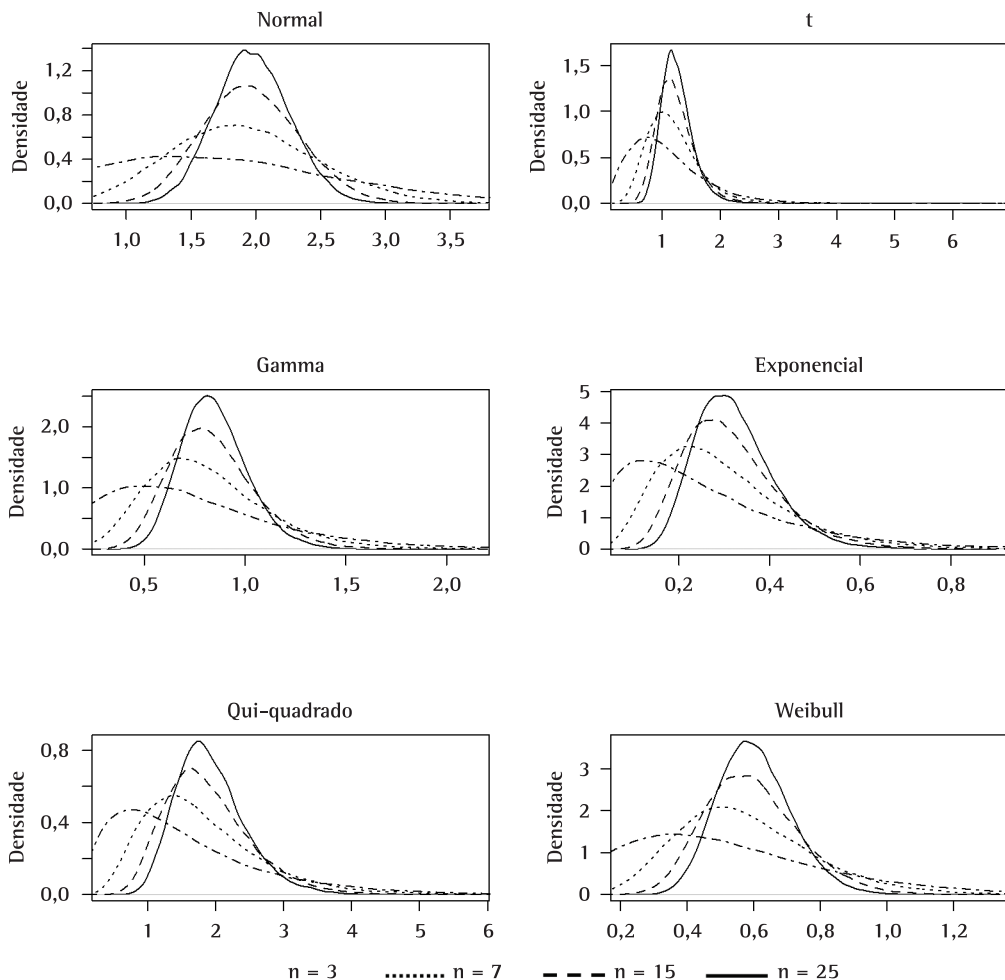 Normal
Densidade
1,2
0,8
0,4
0,0
1,0 1,5 2,0 2,5 3,0 3,5
t
Densidade
1,5
1,0
0,5
0,0
1 2 3 4 5 6
Gamma
Densidade
2,0
1,0
0,0
0,5 1,0 1,5 2,0
Exponencial
Densidade
5
4
3
2
1
0
0,2 0,4 0,6 0,8
Qui-quadrado
Densidade
0,8
0,4
0,0
1 2 3 4 5 6
Weibull
Densidade
3
2
1
0
0,2 0,4 0,6 0,8 1,0 1,2
n = 3 n = 7 n = 15 n = 25